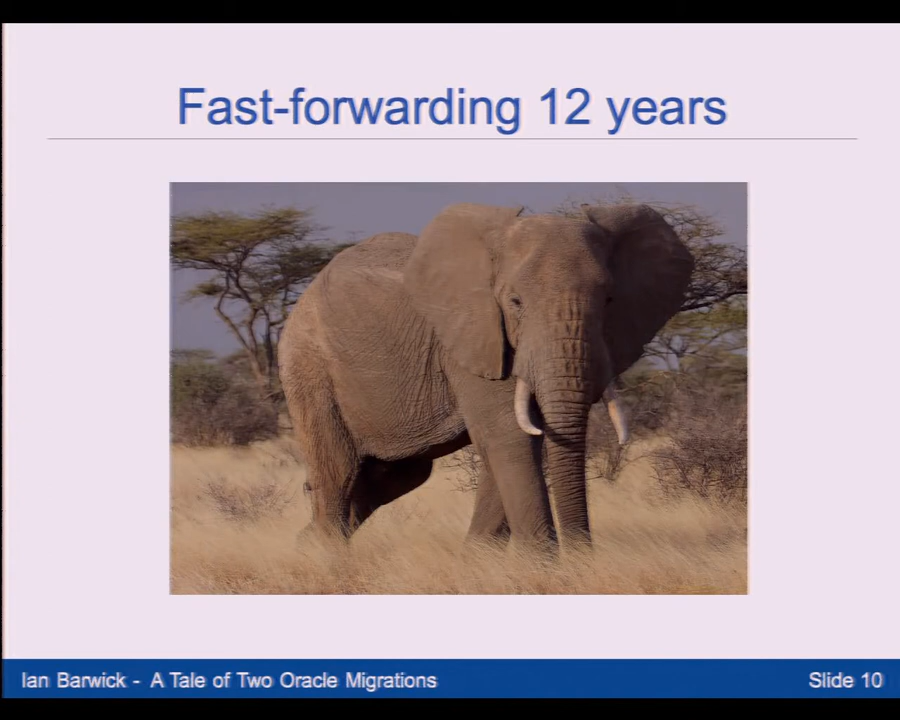 Fast-forwarding 12 years
Ian Barwick - A Tale of Two Oracle Migrations
Slide 10